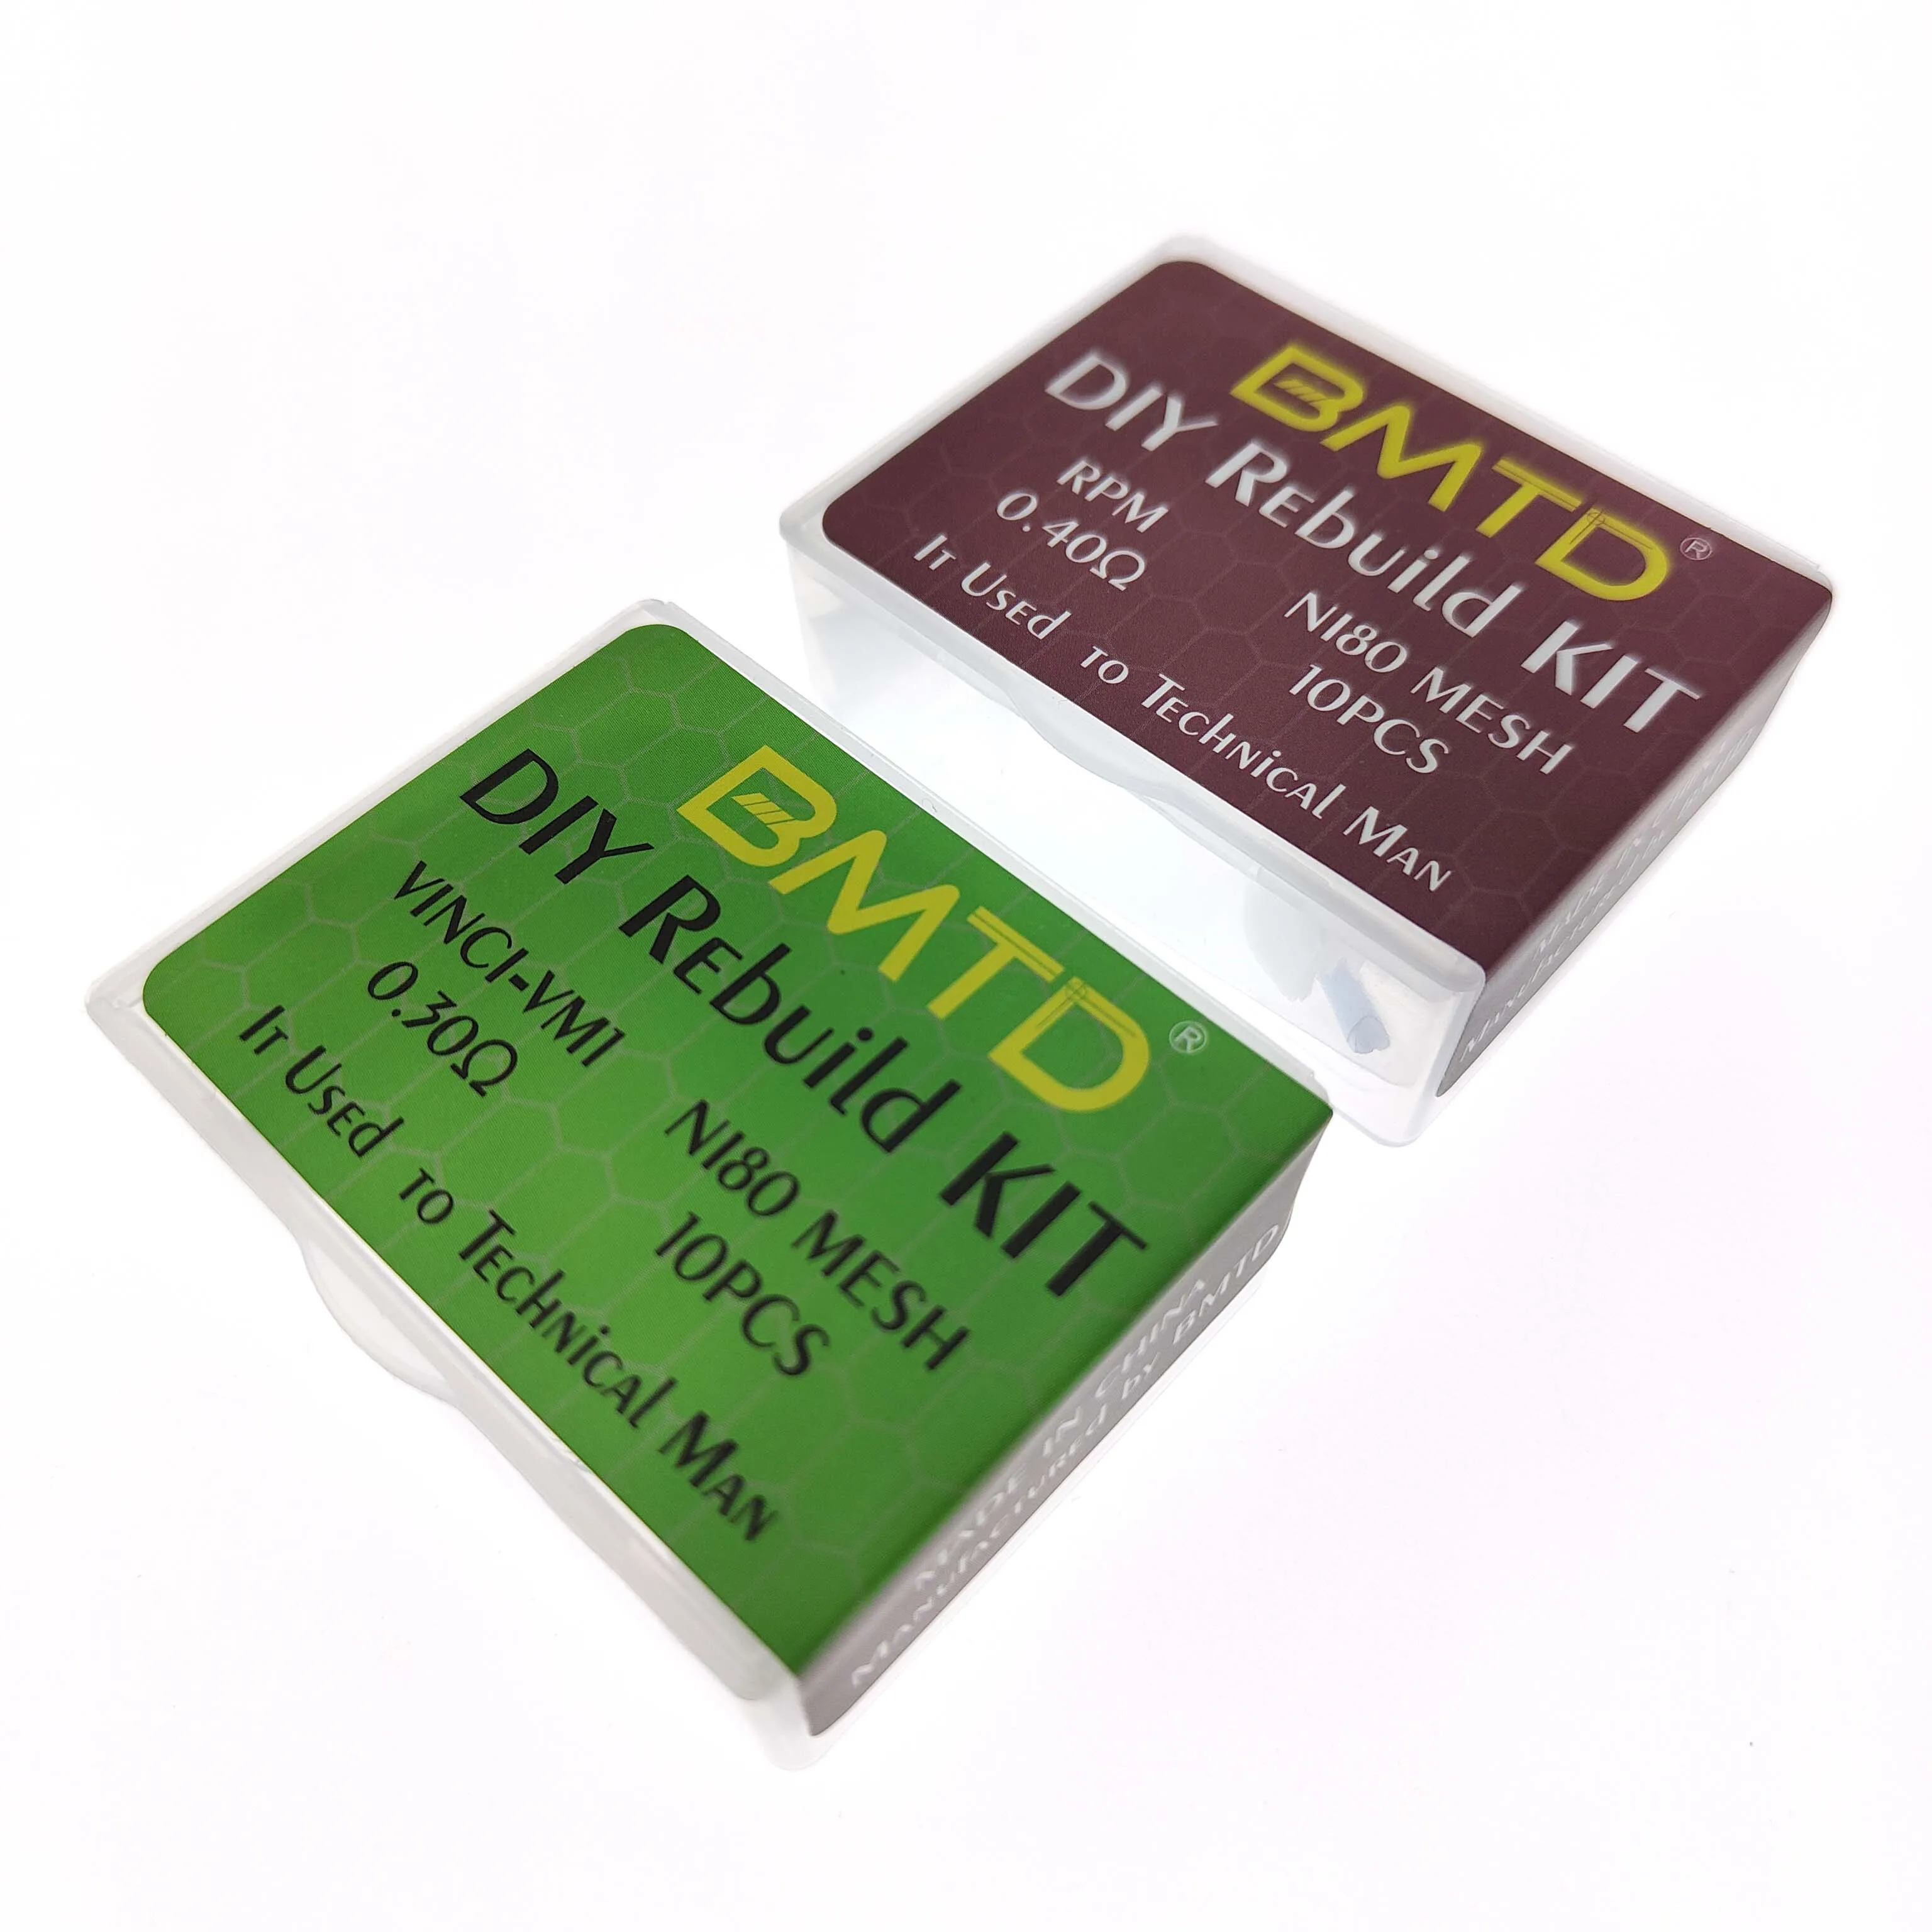 BMTD®
DIY Rebuild KIT
RPM NI80 MESH
0.40Ω 10PCS
It Used to Technical Man
BMTD®
DIY Rebuild KIT
VINCI-VM1 NI80 MESH
0.30Ω 10PCS
It Used to Technical Man
MADE IN CHINA
Manufactured by BMTD